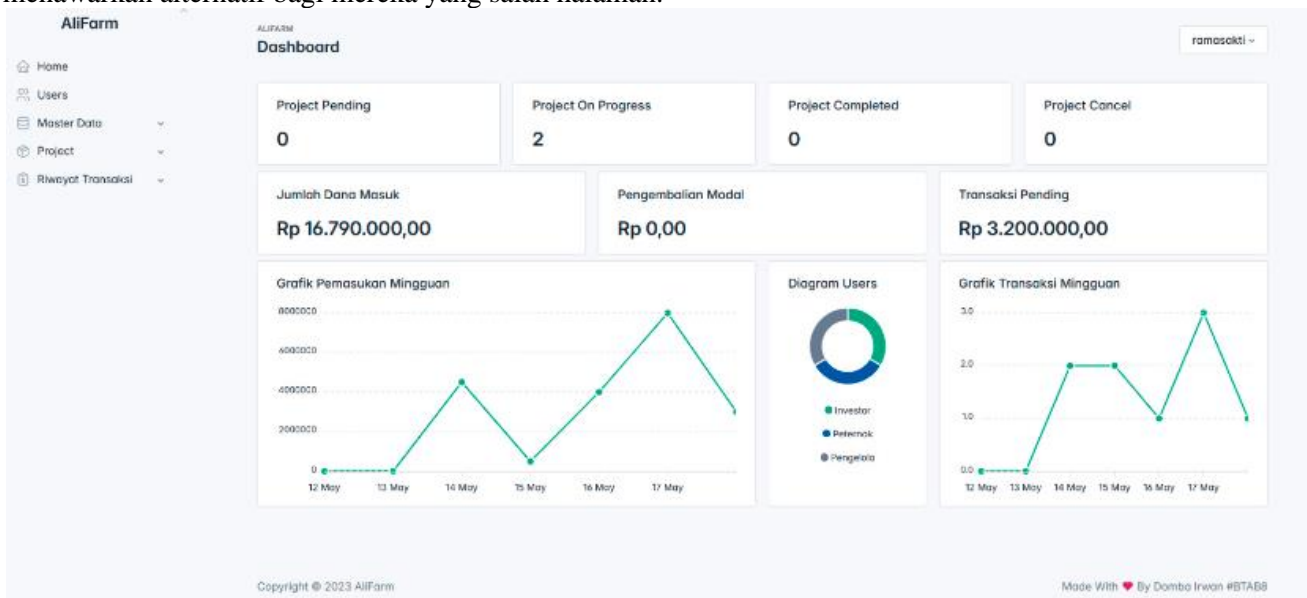 AliFarm
Home
Users
Master Data
Project
Riwayat Transaksi
ALIFARM
Dashboard
ramasakti
Project Pending
0
Project On Progress
2
Project Completed
0
Project Cancel
0
Jumlah Dana Masuk
Rp 16.790.000,00
Pengembalian Modal
Rp 0,00
Transaksi Pending
Rp 3.200.000,00
Grafik Pemasukan Mingguan
8000000
6000000
4000000
2000000
0
12 May 13 May 14 May 15 May 16 May 17 May
Diagram Users
Investor
Peternak
Pengelola
Grafik Transaksi Mingguan
3.0
2.0
1.0
0.0
12 May 13 May 14 May 15 May 16 May 17 May
Copyright © 2023 AliFarm
Made With ❤ By Domba Irwan #BTAB8